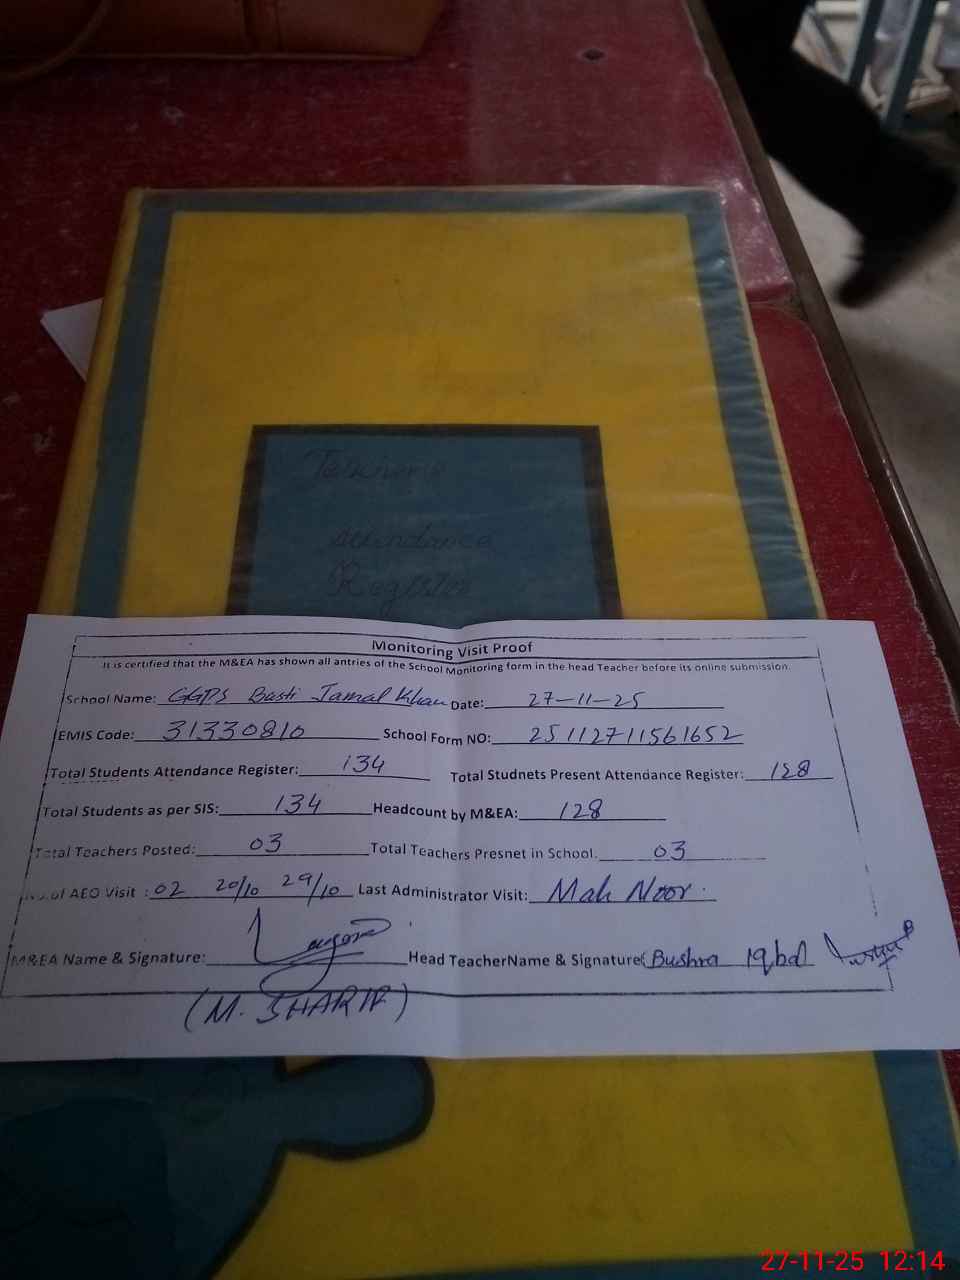 Teachers
Attendance
Register
Monitoring Visit Proof
It is certified that the M&EA has shown all antries of the School Monitoring form in the head Teacher before its online submission.
School Name: GGPS Basti Jamal Khan Date: 27-11-25
EMIS Code: 31330810 School Form NO: 25112711561652
Total Students Attendance Register: 134 Total Studnets Present Attendance Register: 128
Total Students as per SIS: 134 Headcount by M&EA: 128
Total Teachers Posted: 03 Total Teachers Presnet in School: 03
No.of AEO Visit : 02 20/10 29/10 Last Administrator Visit: Mah Noor.
M&EA Name & Signature: Head TeacherName & Signature( Bushra Iqbal
(M. SHARIF)
27-11-25 12:14